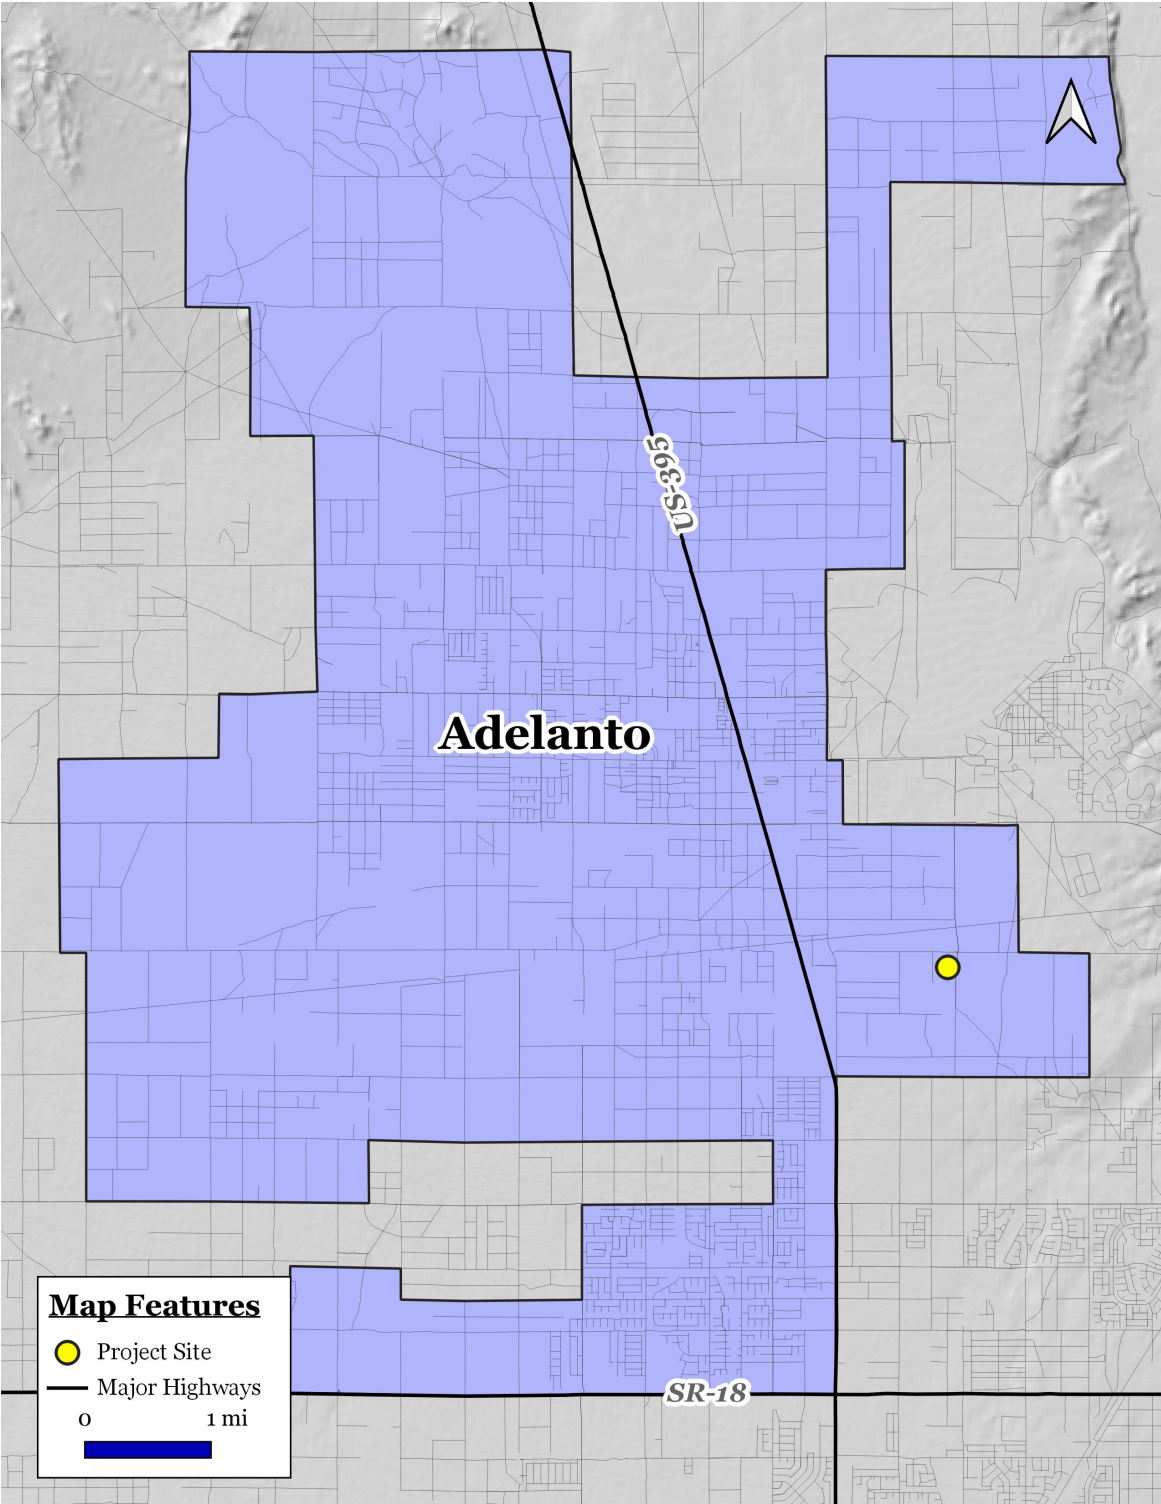 US-395
Adelanto
SR-18
Map Features
Project Site
Major Highways
0 1 mi